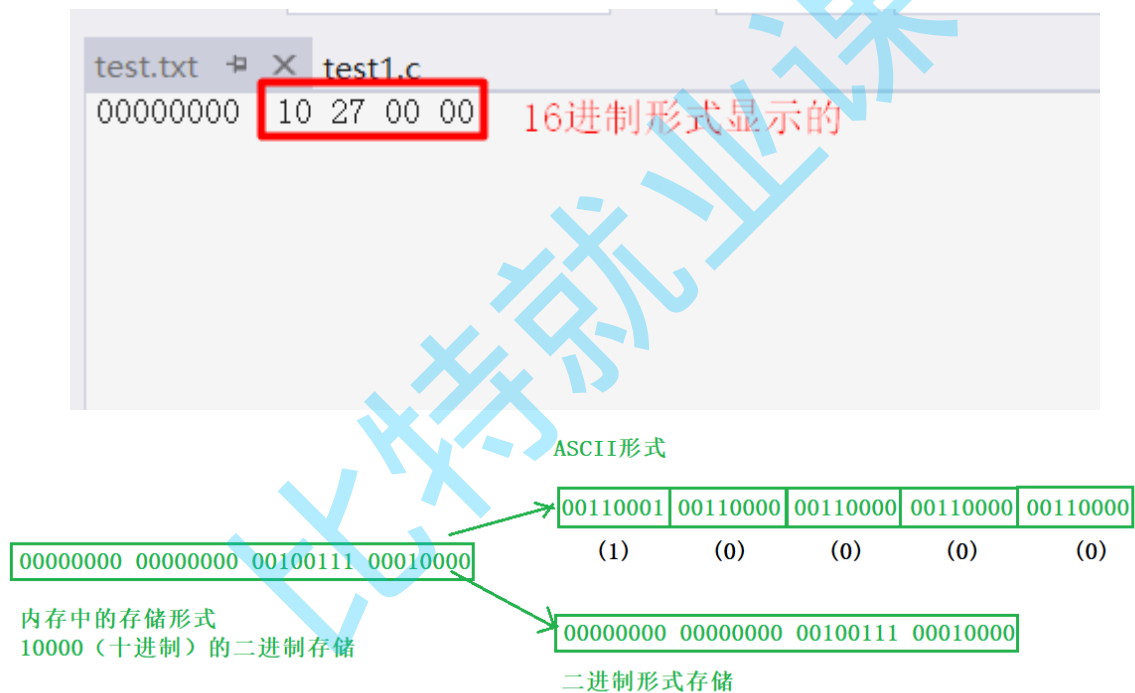 test.txt test1.c
00000000 10 27 00 00 16进制形式显示的
ASCII形式
00110001 00110000 00110000 00110000 00110000
(1) (0) (0) (0) (0)
00000000 00000000 00100111 00010000
内存中的存储形式
10000（十进制）的二进制存储
00000000 00000000 00100111 00010000
二进制形式存储
比特就业课